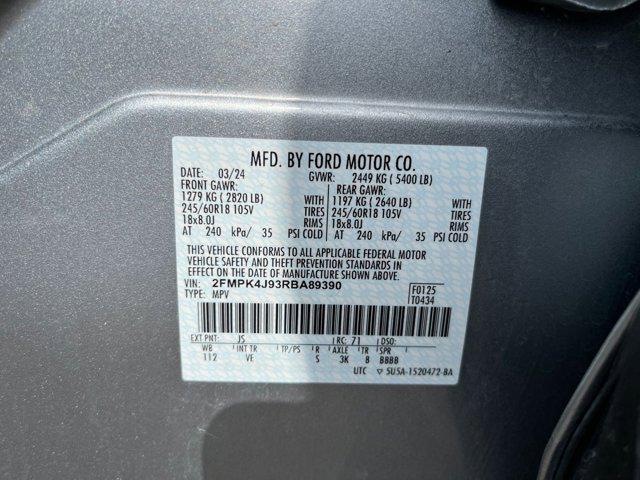 MFD. BY FORD MOTOR CO.
DATE: 03/24 GVWR: 2449 KG ( 5400 LB)
FRONT GAWR: REAR GAWR:
1279 KG ( 2820 LB) WITH 1197 KG ( 2640 LB) WITH
245/60R18 105V TIRES 245/60R18 105V TIRES
18x8.0J RIMS 18x8.0J RIMS
AT 240 kPa/ 35 PSI COLD AT 240 kPa/ 35 PSI COLD
THIS VEHICLE CONFORMS TO ALL APPLICABLE FEDERAL MOTOR
VEHICLE SAFETY AND THEFT PREVENTION STANDARDS IN
EFFECT ON THE DATE OF MANUFACTURE SHOWN ABOVE.
VIN: 2FMPK4J93RBA89390 F0125
TYPE: MPV T0434
EXT PNT: JS RC: 71 DSO:
WB INT TR TP/PS R AXLE TR SPR
112 VE S 3K B BBBB
UTC ▽ 5U5A-1520472-BA